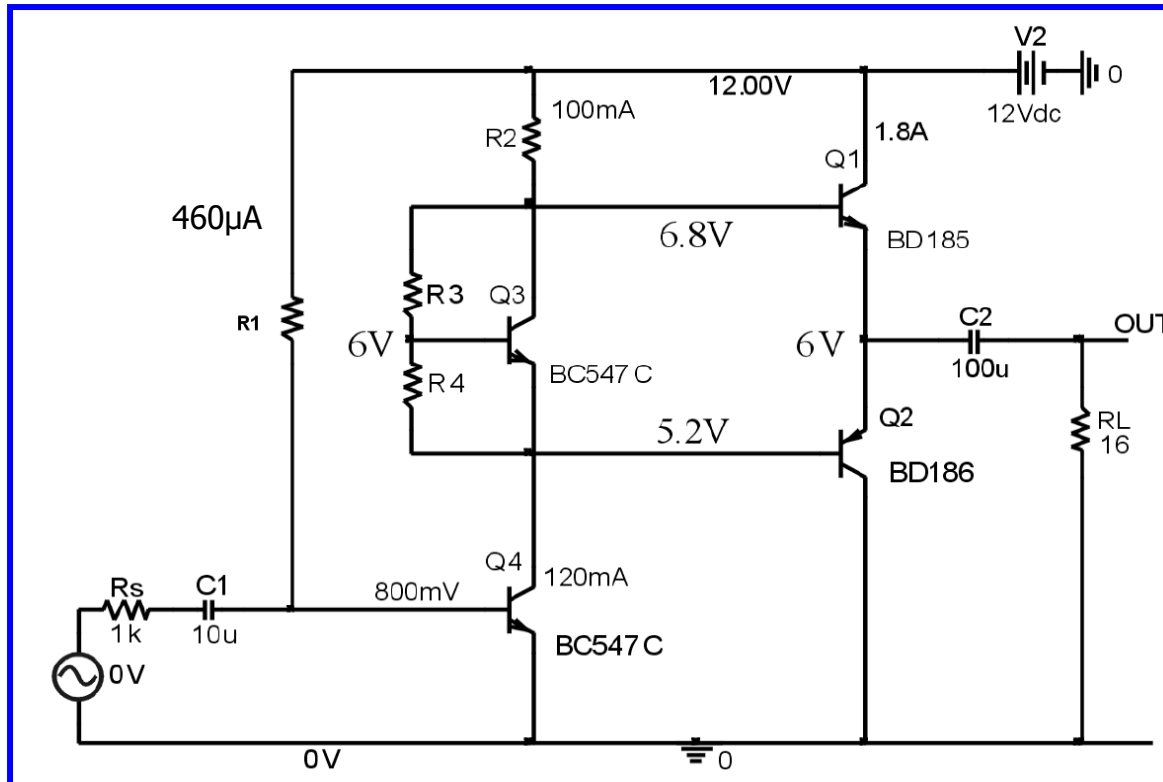 V2
12.00V
0
12Vdc
100mA
R2
1.8A
Q1
460µA
6.8V
BD185
R3
Q3
R1
6V
6V
C2
OUT
R4
BC547C
100u
5.2V
Q2
RL
16
BD186
Q4
Rs
C1
800mV
120mA
1k
10u
BC547C
0V
0V
0